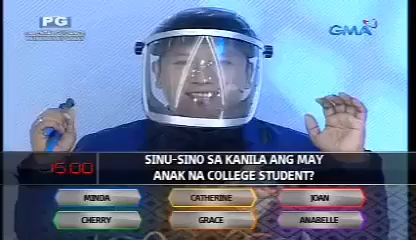 PG
GMA
15:00
SINU-SINO SA KANILA ANG MAY
ANAK NA COLLEGE STUDENT?
MINDA
CATHERINE
JOAN
CHERRY
GRACE
ANABELLE